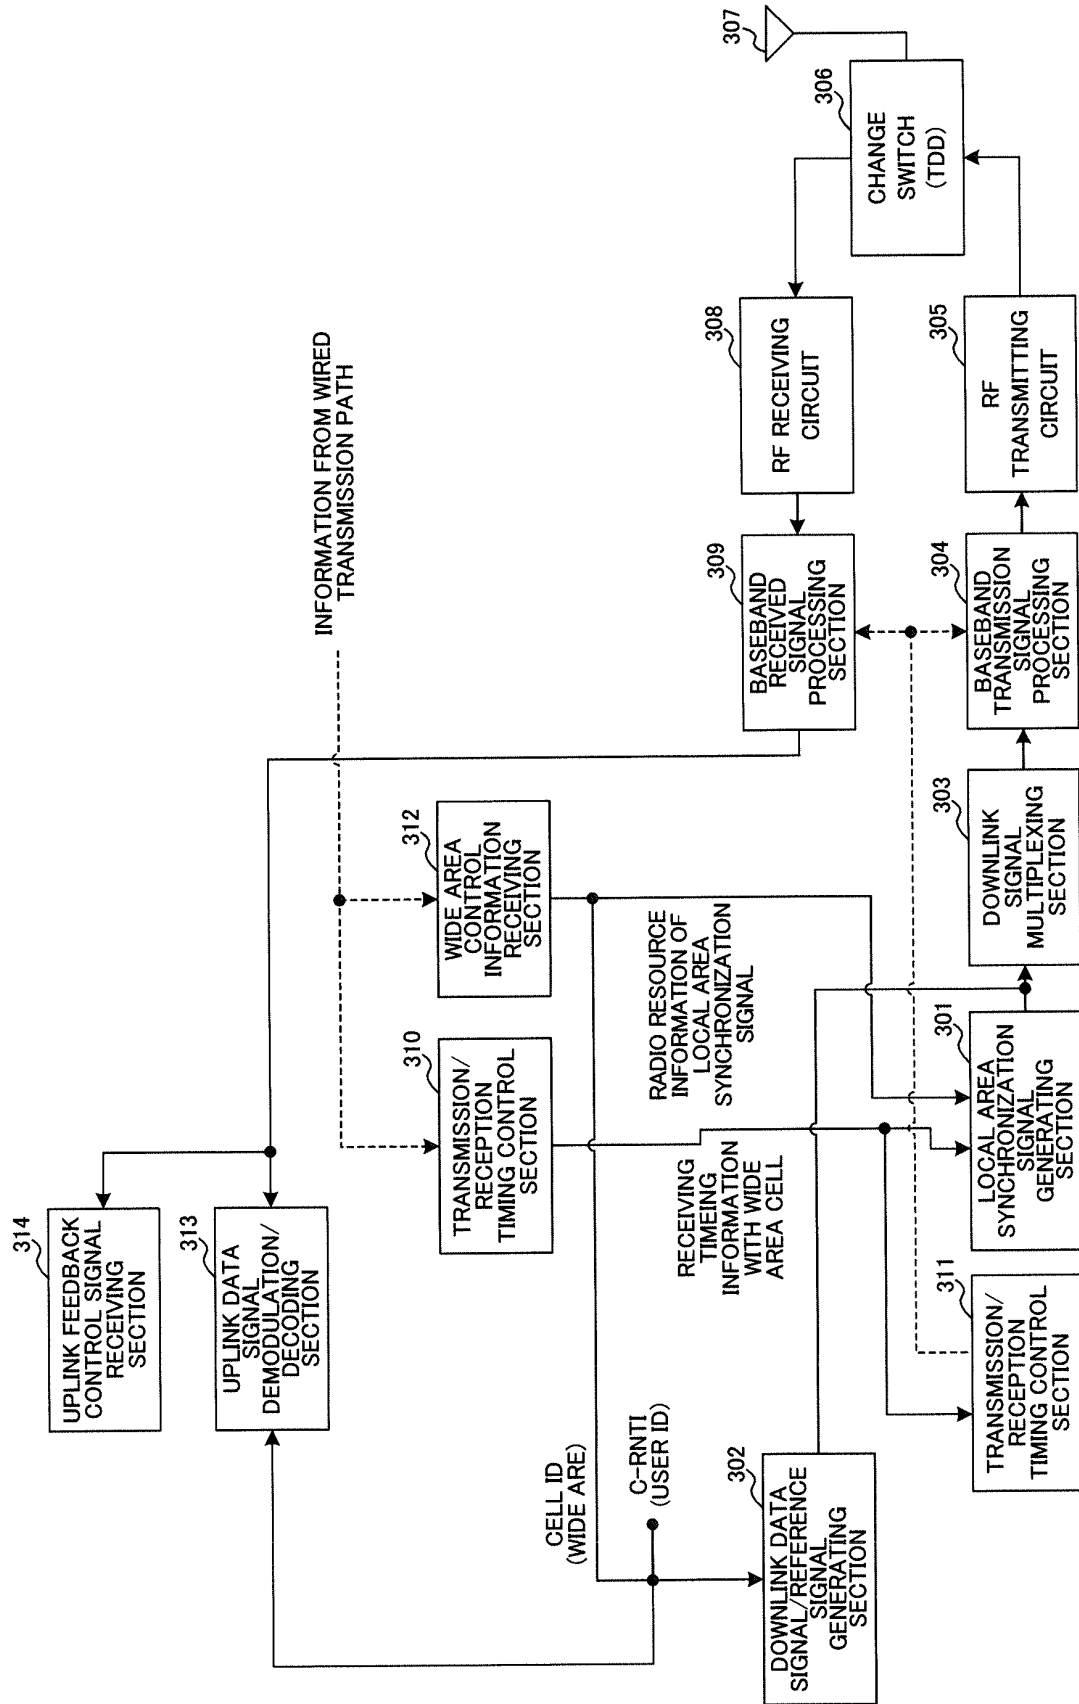 314
UPLINK FEEDBACK
CONTROL SIGNAL
RECEIVING
SECTION
313
UPLINK DATA
SIGNAL
DEMODULATION/
DECODING
SECTION
INFORMATION FROM WIRED
TRANSMISSION PATH
310
TRANSMISSION/
RECEPTION
TIMING CONTROL
SECTION
312
WIDE AREA
CONTROL
INFORMATION
RECEIVING
SECTION
CELL ID
(WIDE ARE)
C-RNTI
(USER ID)
RECEIVING
TIMEING
INFORMATION
WITH WIDE
AREA CELL
RADIO RESOURCE
INFORMATION OF
LOCAL AREA
SYNCHRONIZATION
SIGNAL
302
DOWNLINK DATA
SIGNAL/REFERENCE
SIGNAL
GENERATING
SECTION
309
BASEBAND
RECEIVED
SIGNAL
PROCESSING
SECTION
308
RF RECEIVING
CIRCUIT
307
306
CHANGE
SWITCH
(TDD)
311
TRANSMISSION/
RECEPTION
TIMING CONTROL
SECTION
301
LOCAL AREA
SYNCHRONIZATION
SIGNAL
GENERATING
SECTION
303
DOWNLINK
SIGNAL
MULTIPLEXING
SECTION
304
BASEBAND
TRANSMISSION
SIGNAL
PROCESSING
SECTION
305
RF
TRANSMITTING
CIRCUIT